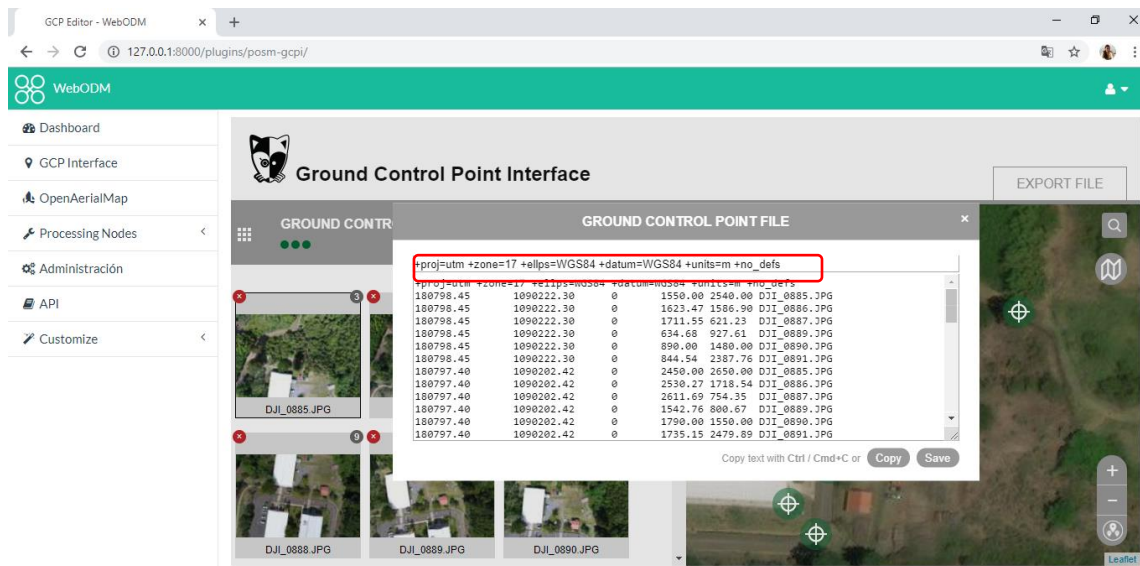 GCP Editor - WebODM
127.0.0.1:8000/plugins/posm-gcpi/
WebODM
Dashboard
GCP Interface
OpenAerialMap
Processing Nodes
Administración
API
Customize
Ground Control Point Interface
EXPORT FILE
GROUND CONTR
GROUND CONTROL POINT FILE
+proj=utm +zone=17 +ellps=WGS84 +datum=WGS84 +units=m +no_defs
+proj=utm +zone=17 +ellps=WGS84 +datum=WGS84 +units=m +no_defs
180798.45 1090222.30 0 1550.00 2540.00 DJI_0885.JPG
180798.45 1090222.30 0 1623.47 1586.90 DJI_0886.JPG
180798.45 1090222.30 0 1711.55 621.23 DJI_0887.JPG
180798.45 1090222.30 0 634.68 927.61 DJI_0889.JPG
180798.45 1090222.30 0 890.00 1480.00 DJI_0890.JPG
180798.45 1090222.30 0 844.54 2387.76 DJI_0891.JPG
180797.40 1090202.42 0 2450.00 2650.00 DJI_0885.JPG
180797.40 1090202.42 0 2530.27 1718.54 DJI_0886.JPG
180797.40 1090202.42 0 2611.69 754.35 DJI_0887.JPG
180797.40 1090202.42 0 1542.76 800.67 DJI_0889.JPG
180797.40 1090202.42 0 1790.00 1550.00 DJI_0890.JPG
180797.40 1090202.42 0 1735.15 2479.89 DJI_0891.JPG
Copy text with Ctrl / Cmd+C or Copy Save
3
DJI_0885.JPG
9
DJI_0888.JPG
DJI_0889.JPG
DJI_0890.JPG
Leaflet